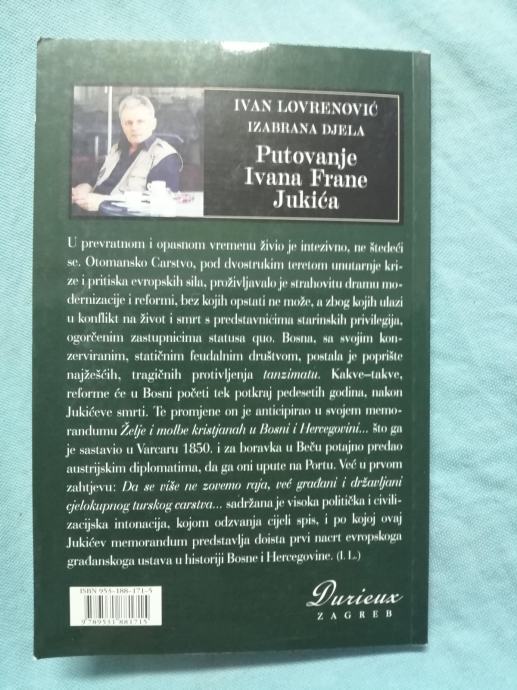 IVAN LOVRENOVIĆ
IZABRANA DJELA
Putovanje
Ivana Frane
Jukića
U prevratnom i opasnom vremenu živio je intezivno, ne štedeći
se. Otomansko Carstvo, pod dvostrukim teretom unutarnje kri-
ze i pritiska evropskih sila, proživljavalo je strahovitu dramu mo-
dernizacije i reformi, bez kojih opstati ne može, a zbog kojih ulazi
u konflikt na život i smrt s predstavnicima starinskih privilegija,
ogorčenim zastupnicima statusa quo. Bosna, sa svojim kon-
zerviranim, statičnim feudalnim društvom, postala je poprište
najžešćih, tragičnih protivljenja tanzimatu. Kakve–takve,
reforme će u Bosni početi tek potkraj pedesetih godina, nakon
Jukićeve smrti. Te promjene on je anticipirao u svojem memo-
randumu Želje i molbe kristjanah u Bosni i Hercegovini... što ga
je sastavio u Varcaru 1850. i za boravka u Beču potajno predao
austrijskim diplomatima, da ga oni upute na Portu. Već u prvom
zahtjevu: Da se više ne zovemo raja, već građani i državljani
cjelokupnog turskog carstva... sadržana je visoka politička i civili-
zacijska intonacija, kojom odzvanja cijeli spis, i po kojoj ovaj
Jukićev memorandum predstavlja doista prvi nacrt evropskoga
građanskoga ustava u historiji Bosne i Hercegovine. (I. L.)
ISBN 953-188-171-5
9789531881715
Durieux
ZAGREB